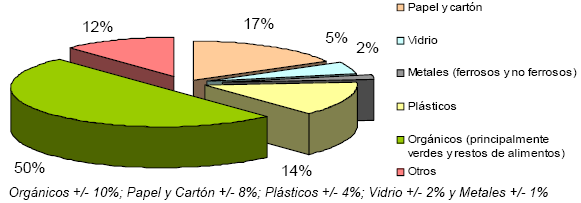 12%
17%
5%
2%
14%
50%
Papel y cartón
Vidrio
Metales (ferrosos y no ferrosos)
Plásticos
Orgánicos (principalmente
verdes y restos de alimentos)
Otros
Orgánicos +/- 10%; Papel y Cartón +/- 8%; Plásticos +/- 4%; Vidrio +/- 2% y Metales +/- 1%